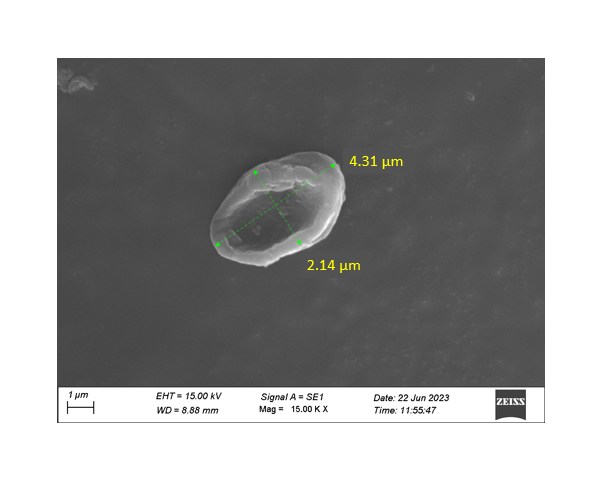 4.31 µm
2.14 µm
1 µm
EHT = 15.00 kV
WD = 8.88 mm
Signal A = SE1
Mag = 15.00 K X
Date: 22 Jun 2023
Time: 11:55:47
ZEISS